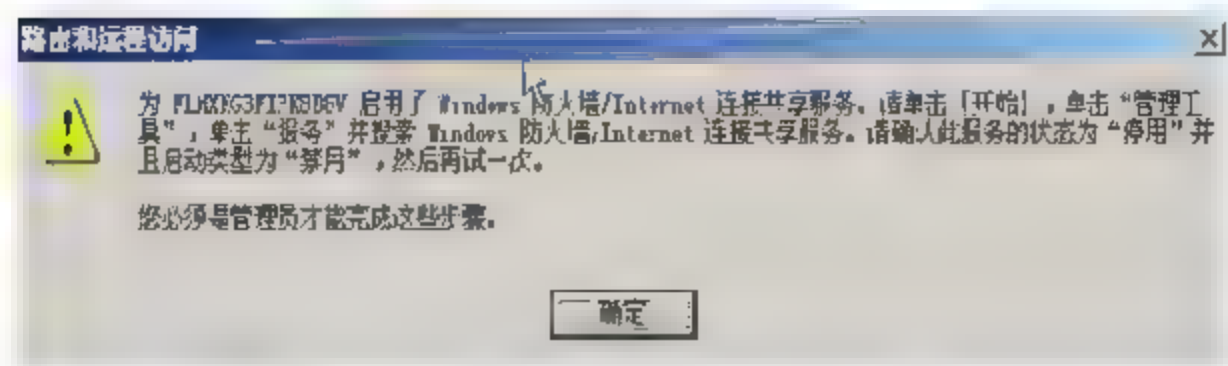 路由和远程访问
为 启用了 Windows 防火墙/Internet 连接共享服务。请单击「开始」,单击“管理工
具”,单击“服务”并搜索 Windows 防火墙/Internet 连接共享服务。请确认此服务的状态为“停用”并
且启动类型为“禁用”,然后再试一次。
您必须是管理员才能完成这些步骤。
确定